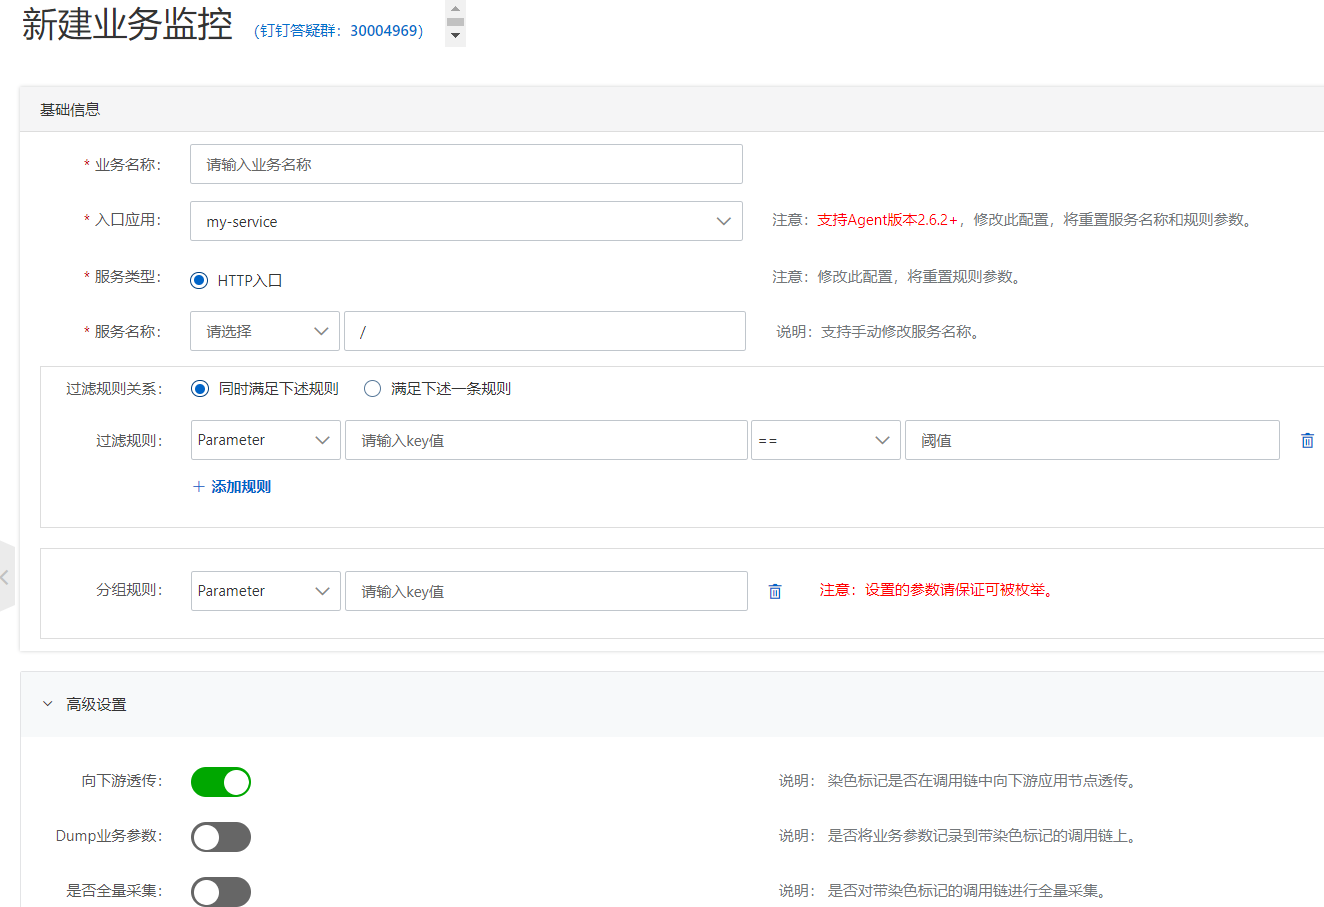 新建业务监控 (钉钉答疑群：30004969)
基础信息
* 业务名称： 请输入业务名称
* 入口应用： my-service 注意：支持Agent版本2.6.2+，修改此配置，将重置服务名称和规则参数。
* 服务类型： HTTP入口 注意：修改此配置，将重置规则参数。
* 服务名称： 请选择 / 说明：支持手动修改服务名称。
过滤规则关系： 同时满足下述规则 满足下述一条规则
过滤规则： Parameter 请输入key值 == 阈值
+ 添加规则
分组规则： Parameter 请输入key值 注意：设置的参数请保证可被枚举。
高级设置
向下游透传： 说明： 染色标记是否在调用链中向下游应用节点透传。
Dump业务参数： 说明： 是否将业务参数记录到带染色标记的调用链上。
是否全量采集： 说明： 是否对带染色标记的调用链进行全量采集。